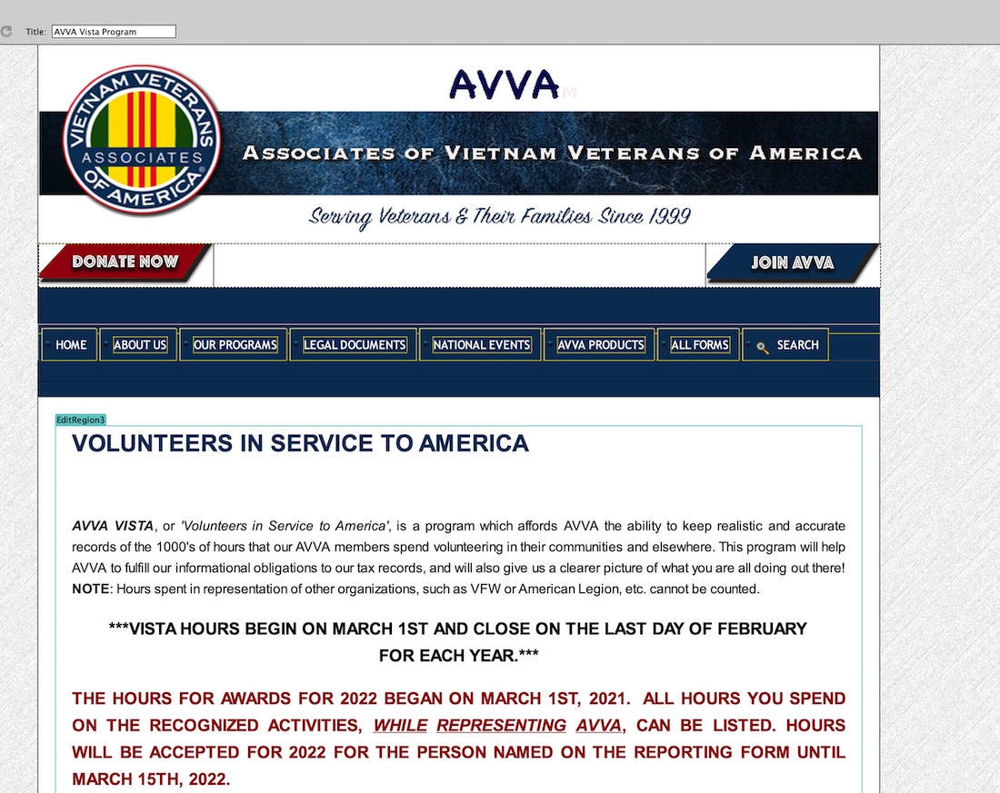 Title: AVVA Vista Program
AVVA
VIETNAM VETERANS
ASSOCIATES
OF AMERICA®
ASSOCIATES OF VIETNAM VETERANS OF AMERICA
Serving Veterans & Their Families Since 1999
DONATE NOW
JOIN AVVA
HOME ABOUT US OUR PROGRAMS LEGAL DOCUMENTS NATIONAL EVENTS AVVA PRODUCTS ALL FORMS SEARCH
EditRegion3
VOLUNTEERS IN SERVICE TO AMERICA
AVVA VISTA, or 'Volunteers in Service to America', is a program which affords AVVA the ability to keep realistic and accurate
records of the 1000's of hours that our AVVA members spend volunteering in their communities and elsewhere. This program will help
AVVA to fulfill our informational obligations to our tax records, and will also give us a clearer picture of what you are all doing out there!
NOTE: Hours spent in representation of other organizations, such as VFW or American Legion, etc. cannot be counted.
***VISTA HOURS BEGIN ON MARCH 1ST AND CLOSE ON THE LAST DAY OF FEBRUARY
FOR EACH YEAR.***
THE HOURS FOR AWARDS FOR 2022 BEGAN ON MARCH 1ST, 2021. ALL HOURS YOU SPEND
ON THE RECOGNIZED ACTIVITIES, WHILE REPRESENTING AVVA, CAN BE LISTED. HOURS
WILL BE ACCEPTED FOR 2022 FOR THE PERSON NAMED ON THE REPORTING FORM UNTIL
MARCH 15TH, 2022.